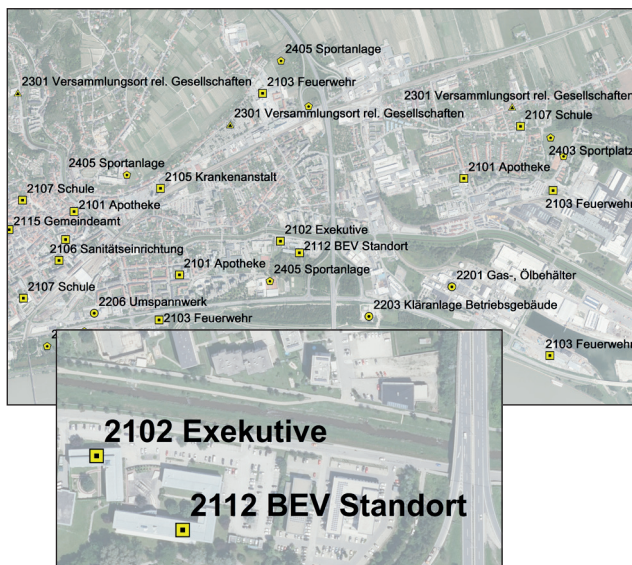 2405 Sportanlage
2301 Versammlungsort rel. Gesellschaften
2103 Feuerwehr
2301 Versammlungsort rel. Gesellschaften
2301 Versammlungsort rel. Gesellschaften
2107 Schule
2403 Sportplatz
2405 Sportanlage
2105 Krankenanstalt
2101 Apotheke
2107 Schule
2101 Apotheke
2103 Feuerwehr
2115 Gemeindeamt
2102 Exekutive
2106 Sanitätseinrichtung
2112 BEV Standort
2101 Apotheke
2405 Sportanlage
2201 Gas-, Ölbehälter
2107 Schule
2206 Umspannwerk
2203 Kläranlage Betriebsgebäude
2103 Feuerwehr
2103 Feuerwehr
2102 Exekutive
2112 BEV Standort